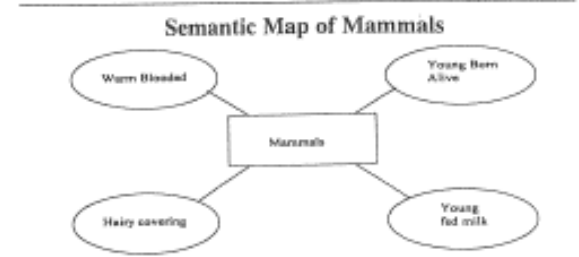 Semantic Map of Mammals
Warm Blooded
Young Born
Alive
Mammals
Hairy covering
Young
fed milk